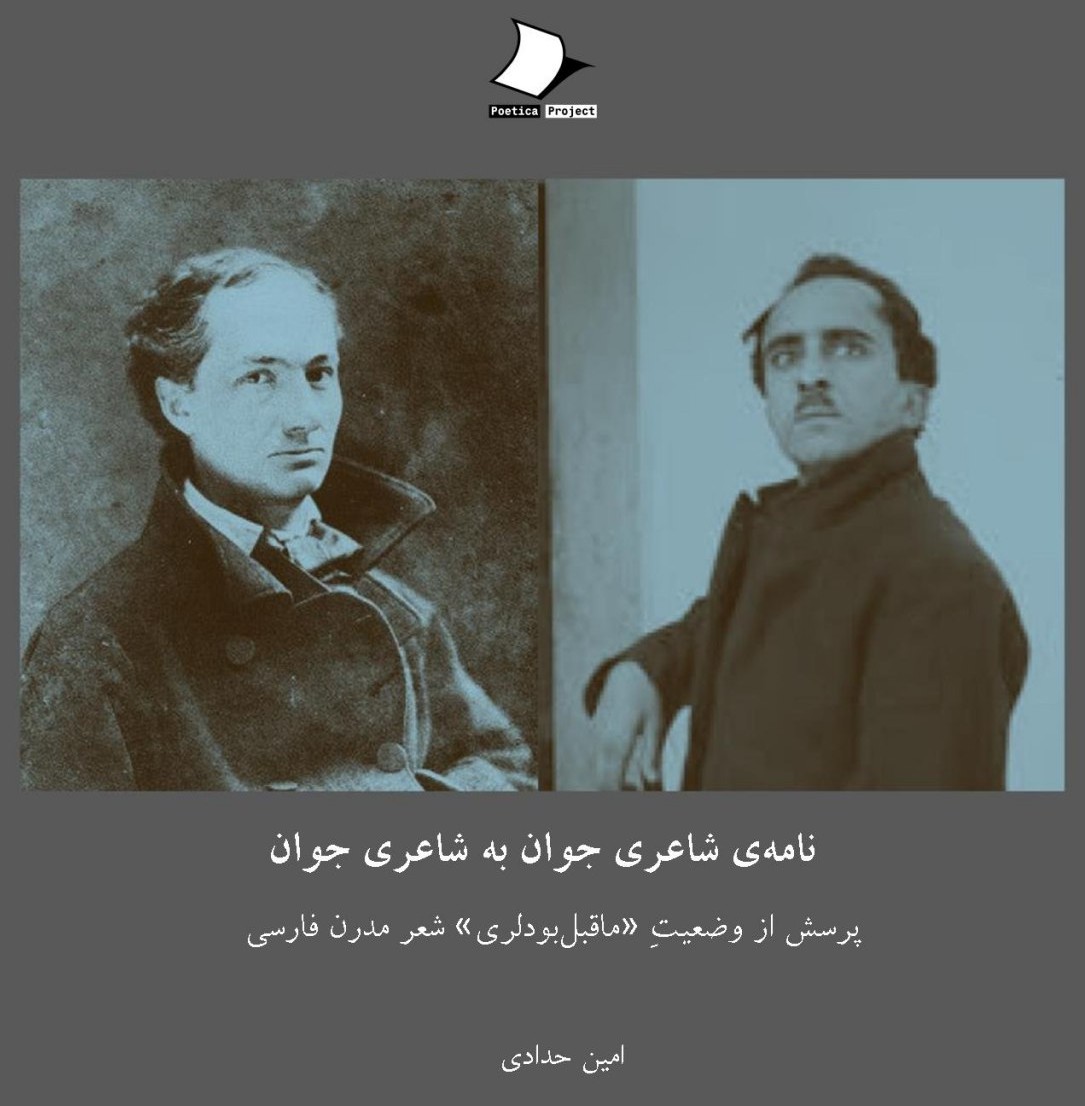 Poetica Project
نامه‌ی شاعری جوان به شاعری جوان
پرسش از وضعیتِ «ماقبل‌بودلری» شعر مدرن فارسی
امین حدادی